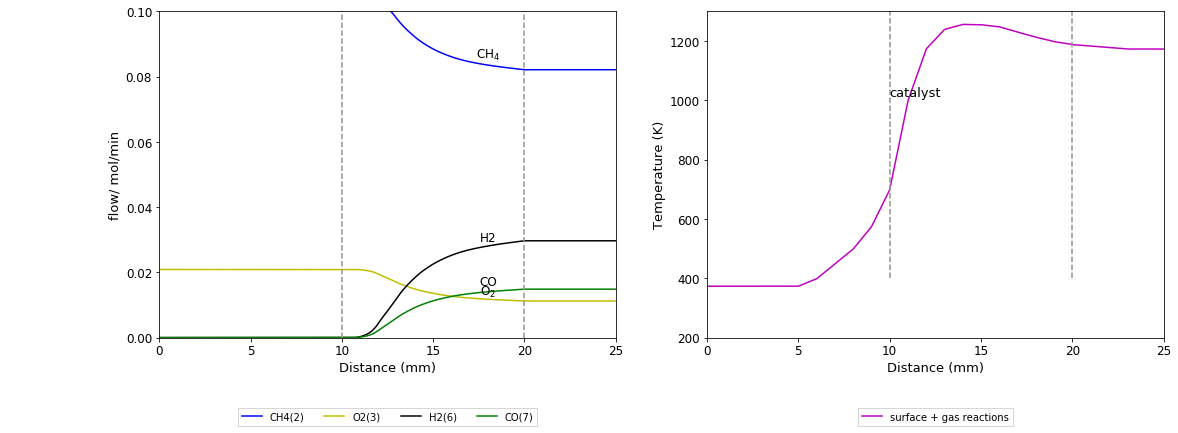 0.10
0.08
0.06
0.04
0.02
0.00
flow/ mol/min
CH₄
H2
CO
O₂
0 5 10 15 20 25
Distance (mm)
CH4(2) O2(3) H2(6) CO(7)
1200
1000
800
600
400
200
Temperature (K)
catalyst
0 5 10 15 20 25
Distance (mm)
surface + gas reactions